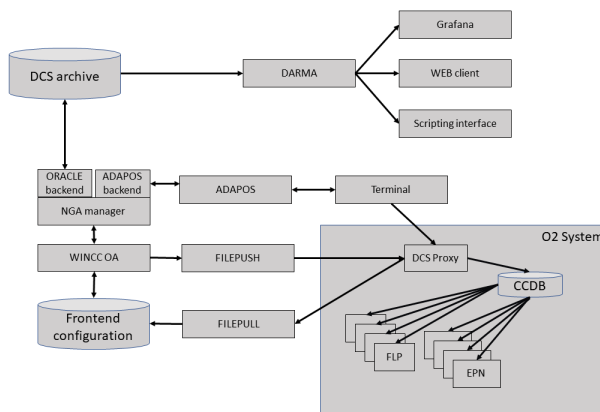 Grafana
DCS archive
DARMA
WEB client
Scripting interface
ORACLE
backend
ADAPOS
backend
ADAPOS
Terminal
NGA manager
O2 System
WINCC OA
FILEPUSH
DCS Proxy
CCDB
Frontend
configuration
FILEPULL
FLP
EPN